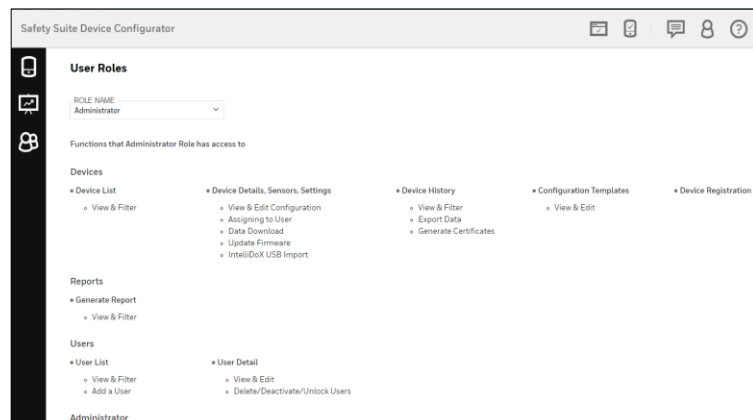 Safety Suite Device Configurator
User Roles
ROLE NAME
Administrator
Functions that Administrator Role has access to
Devices
• Device List
○ View & Filter
• Device Details, Sensors, Settings
○ View & Edit Configuration
○ Assigning to User
○ Data Download
○ Update Firmware
○ IntelliDoX USB Import
• Device History
○ View & Filter
○ Export Data
○ Generate Certificates
• Configuration Templates
○ View & Edit
• Device Registration
Reports
• Generate Report
○ View & Filter
Users
• User List
○ View & Filter
○ Add a User
• User Detail
○ View & Edit
○ Delete/Deactivate/Unlock Users
Administrator